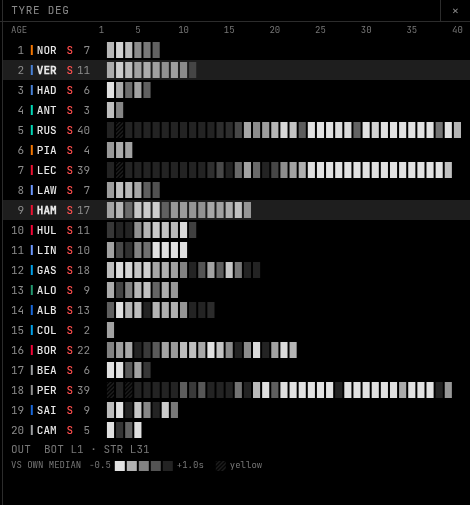 TYRE DEG ×
AGE 1 5 10 15 20 25 30 35 40
1 NOR S 7
2 VER S 11
3 HAD S 6
4 ANT S 3
5 RUS S 40
6 PIA S 4
7 LEC S 39
8 LAW S 7
9 HAM S 17
10 HUL S 11
11 LIN S 10
12 GAS S 18
13 ALO S 9
14 ALB S 13
15 COL S 2
16 BOR S 22
17 BEA S 6
18 PER S 39
19 SAI S 9
20 CAM S 5
OUT BOT L1 · STR L31
VS OWN MEDIAN -0.5 +1.0s yellow